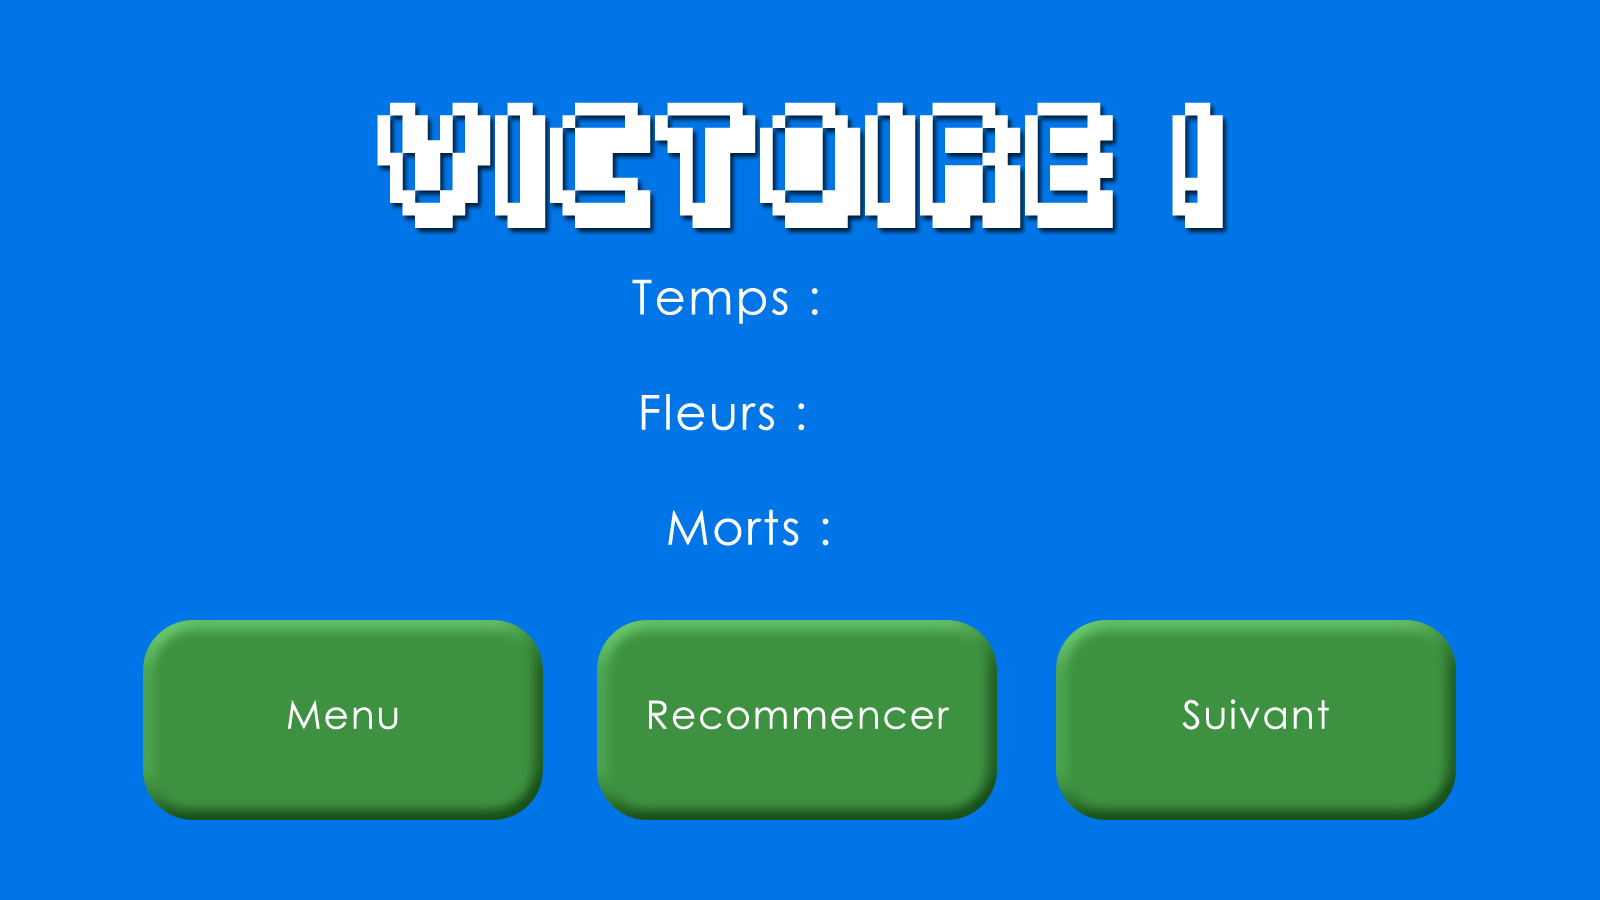 VICTOIRE !
Temps :
Fleurs :
Morts :
Menu
Recommencer
Suivant